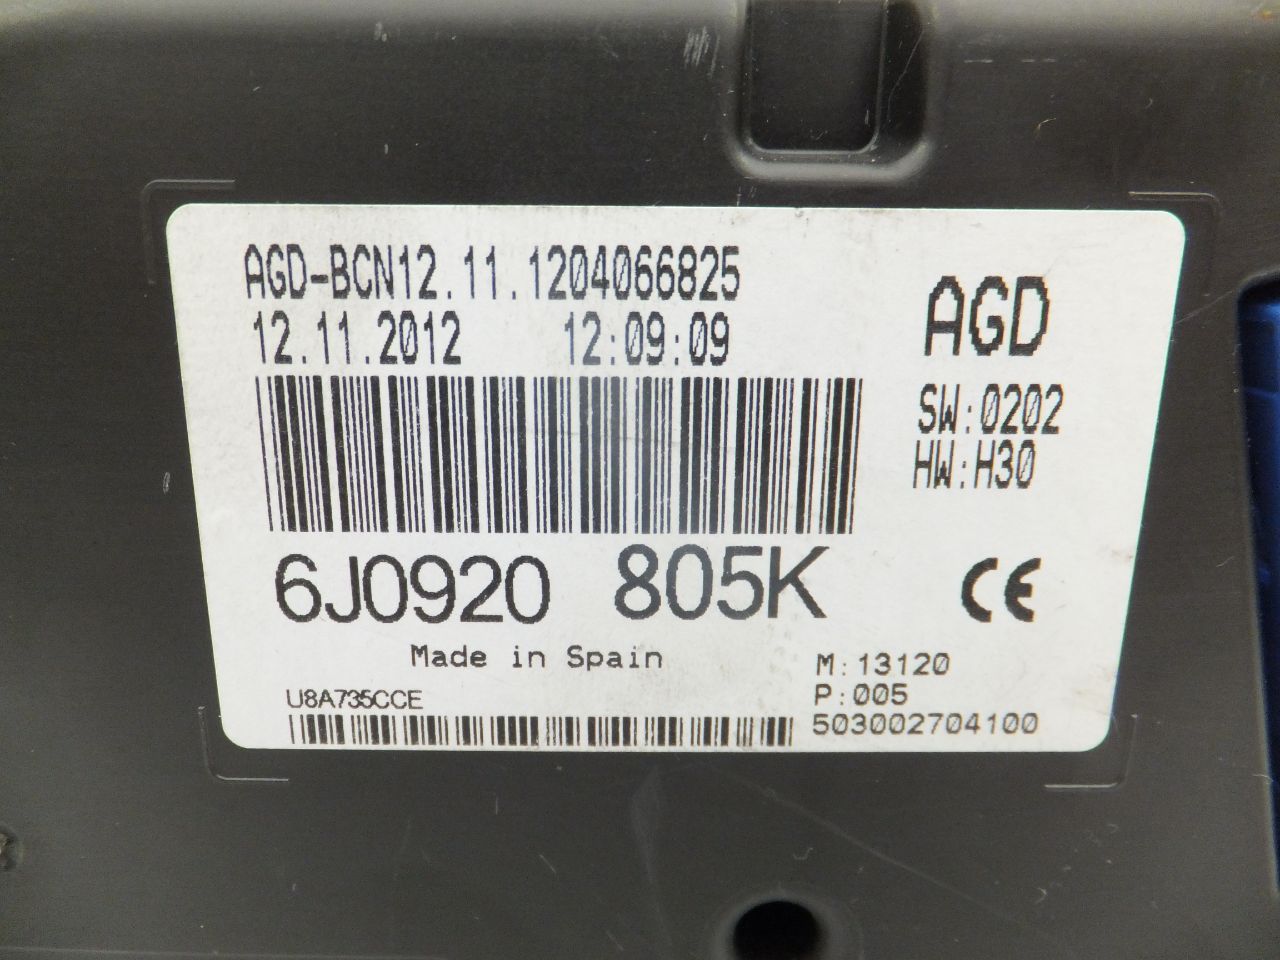 AGD-BCN12.11.1204066825
12.11.2012 12:09:09
AGD
SW:0202
HW:H30
6J0920 805K
CE
Made in Spain
M:13120
P:005
U8A735CCE
503002704100